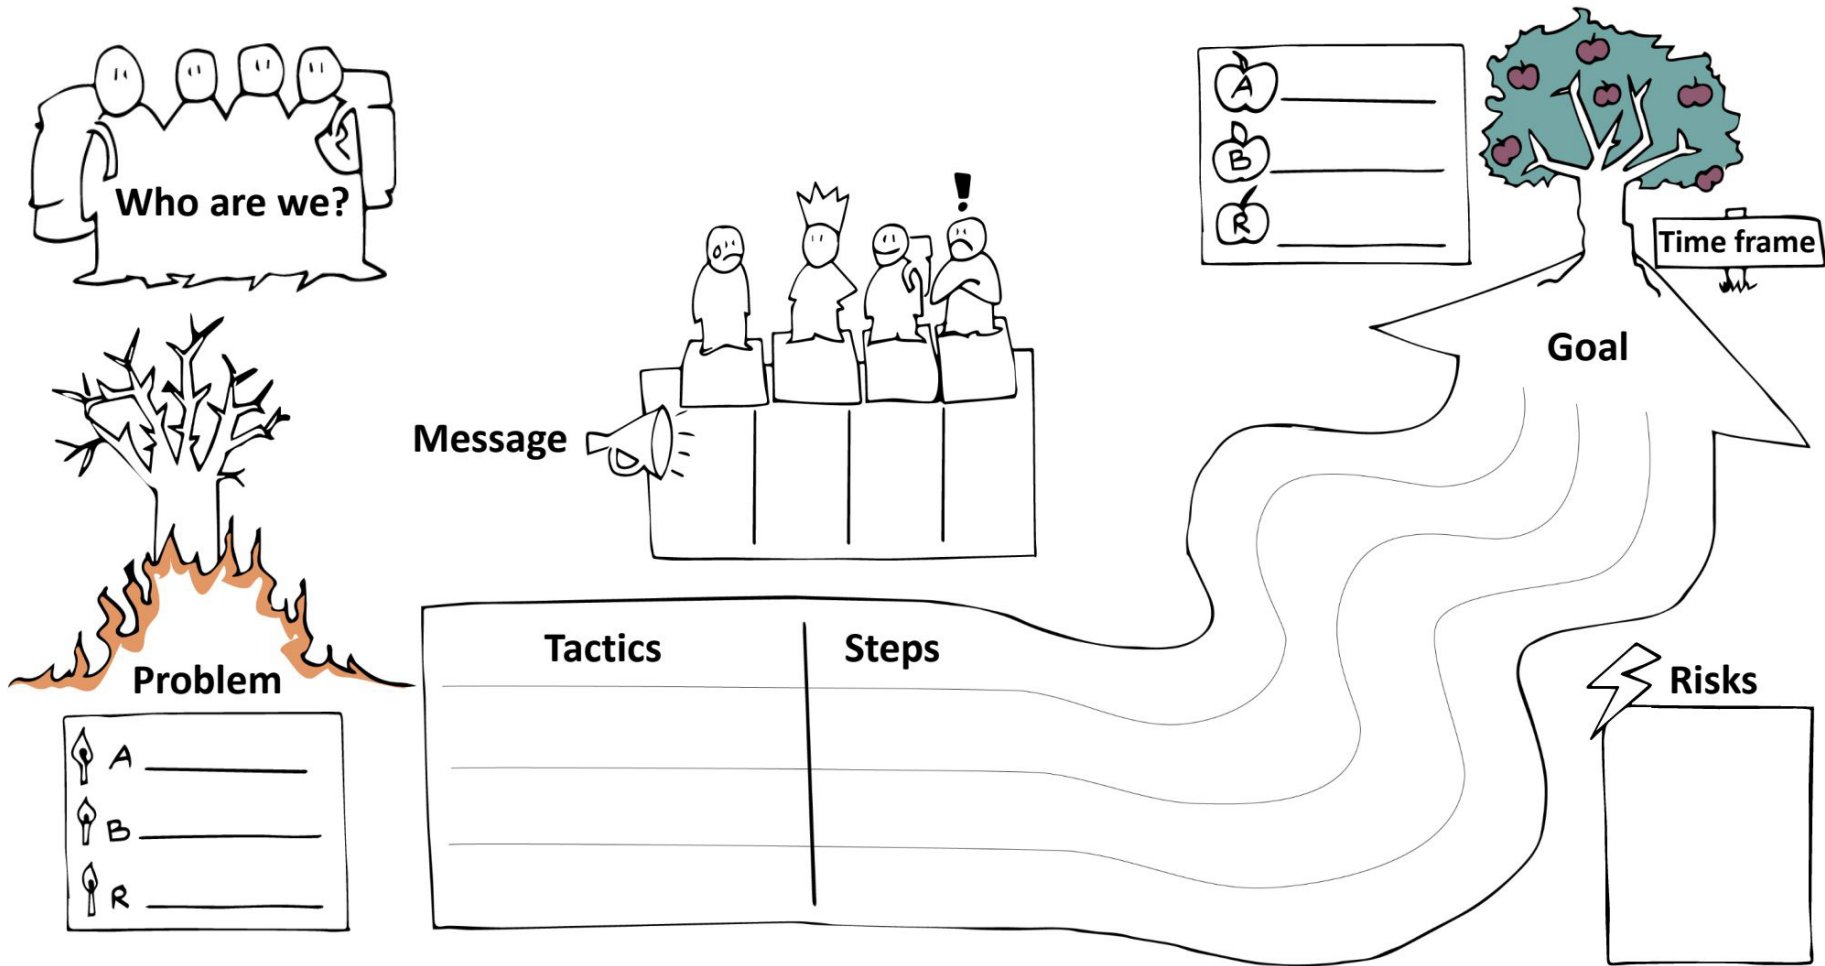 Who are we?
Problem
A
B
R
Message
!
Tactics
Steps
A
B
R
Time frame
Goal
Risks